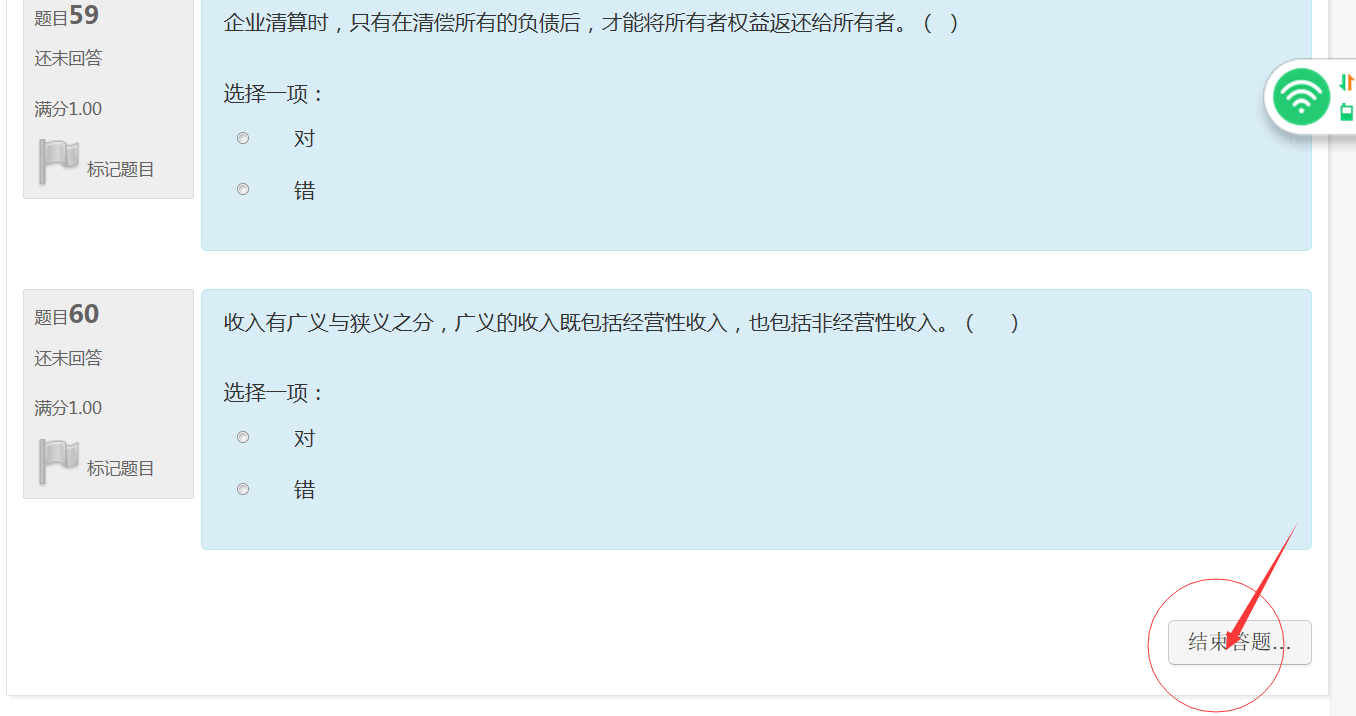 题目59
还未回答
满分1.00
标记题目
企业清算时，只有在清偿所有的负债后，才能将所有者权益返还给所有者。（ ）
选择一项：
对
错
题目60
还未回答
满分1.00
标记题目
收入有广义与狭义之分，广义的收入既包括经营性收入，也包括非经营性收入。（ ）
选择一项：
对
错
结束答题...